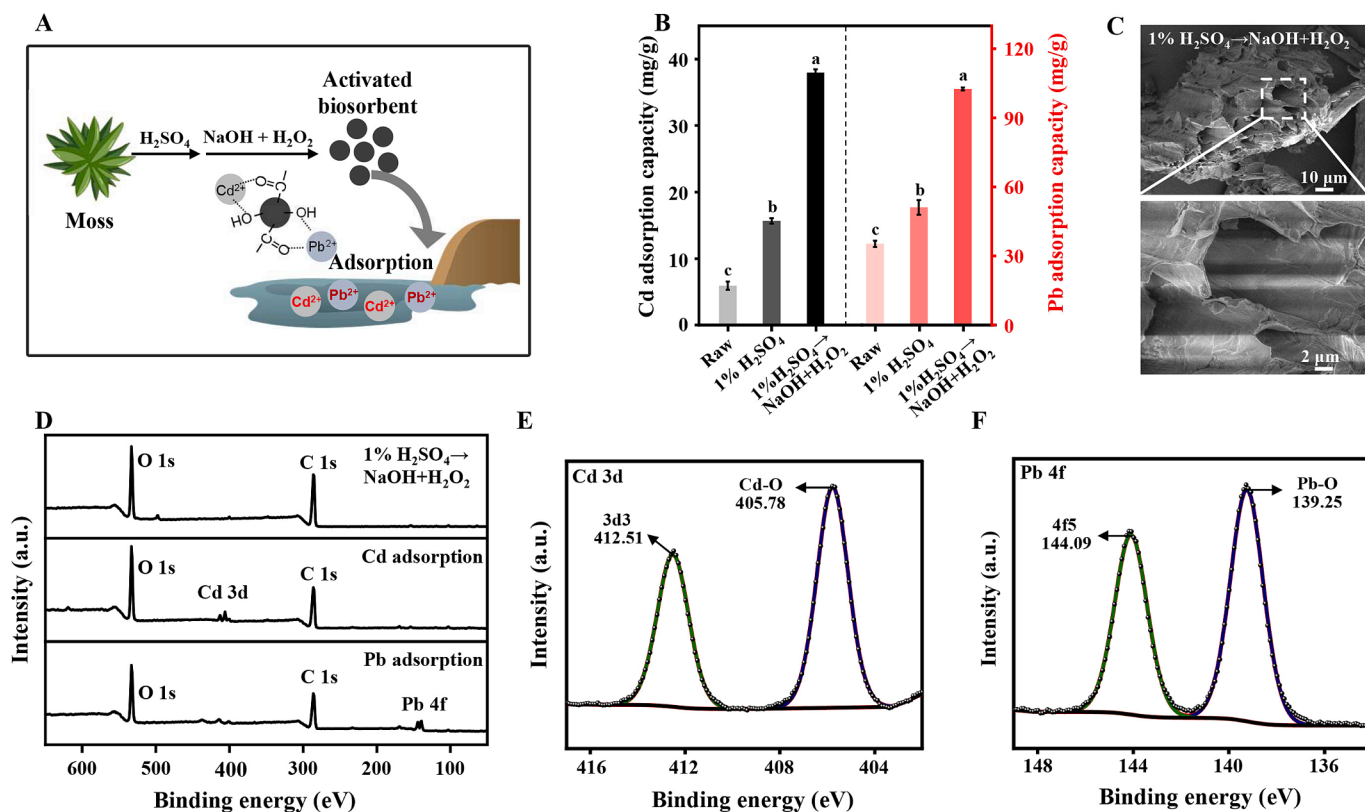 A
Activated
biosorbent
H₂SO₄
NaOH + H₂O₂
Moss
Cd²⁺
O
C
HO
OH
C
O
Pb²⁺
Adsorption
Cd²⁺
Pb²⁺
Cd²⁺
Pb²⁺
B
Cd adsorption capacity (mg/g)
40
30
20
10
0
c
b
a
c
b
a
120
90
60
30
0
Pb adsorption capacity (mg/g)
Raw
1% H₂SO₄
1%H₂SO₄→
NaOH+H₂O₂
Raw
1% H₂SO₄
1%H₂SO₄→
NaOH+H₂O₂
C
1% H₂SO₄→NaOH+H₂O₂
10 μm
2 μm
D
Intensity (a.u.)
O 1s
C 1s
1% H₂SO₄→
NaOH+H₂O₂
O 1s
Cd 3d
C 1s
Cd adsorption
O 1s
C 1s
Pb 4f
Pb adsorption
600 500 400 300 200 100
Binding energy (eV)
E
Intensity (a.u.)
Cd 3d
3d3
412.51
Cd-O
405.78
416 412 408 404
Binding energy (eV)
F
Intensity (a.u.)
Pb 4f
4f5
144.09
Pb-O
139.25
148 144 140 136
Binding energy (eV)